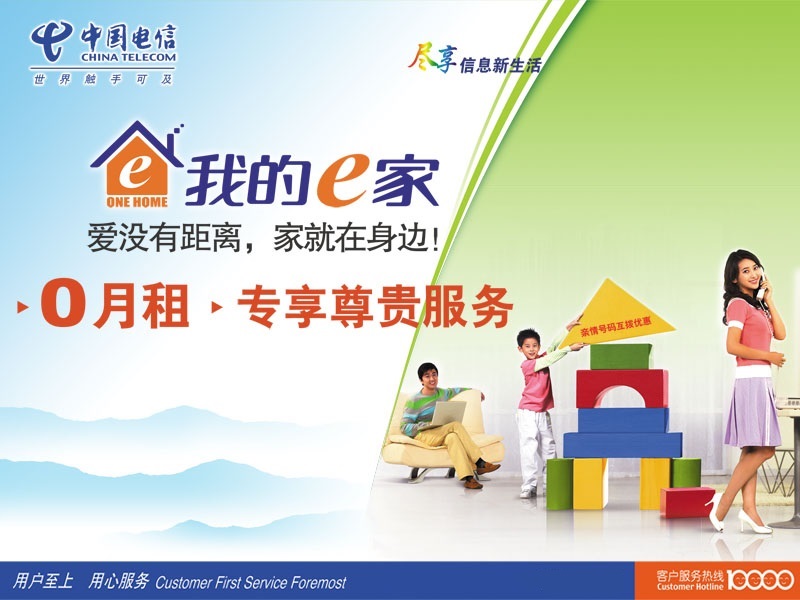 中国电信
CHINA TELECOM
世界触手可及
尽享信息新生活
e
ONE HOME
我的e家
爱没有距离，家就在身边！
0月租 专享尊贵服务
亲情号码互拨优惠
用户至上 用心服务 Customer First Service Foremost
客户服务热线
Customer Hotline
10000